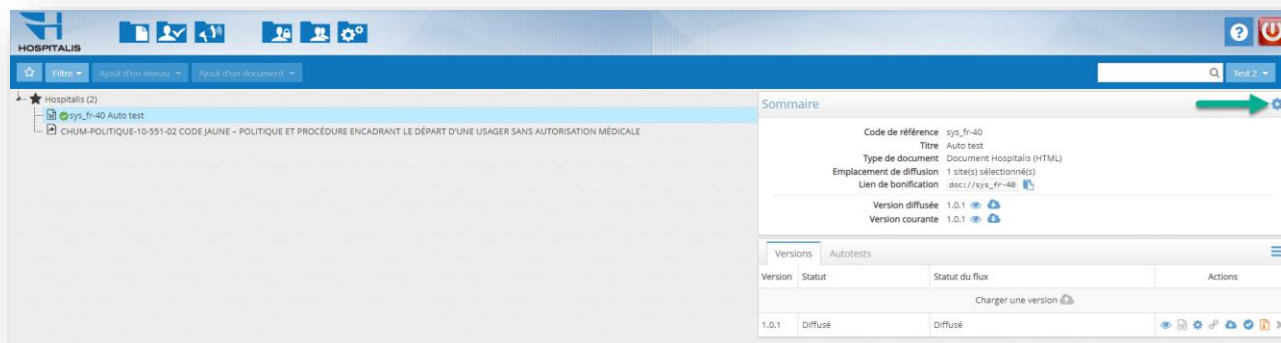 HOSPITALIS
?
Filtre
Ajout d'un niveau
Ajout d'un document
Test 2
Hospitalis (2)
sys_fr-40 Auto test
CHUM-POLITIQUE-10-551-02 CODE JAUNE – POLITIQUE ET PROCÉDURE ENCADRANT LE DÉPART D'UNE USAGER SANS AUTORISATION MÉDICALE
Sommaire
Code de référence sys_fr-40
Titre Auto test
Type de document Document Hospitalis (HTML)
Emplacement de diffusion 1 site(s) sélectionné(s)
Lien de bonification doc://sys_fr-40
Version diffusée 1.0.1
Version courante 1.0.1
Versions Autotests
Version Statut Statut du flux Actions
Charger une version
1.0.1 Diffusé Diffusé